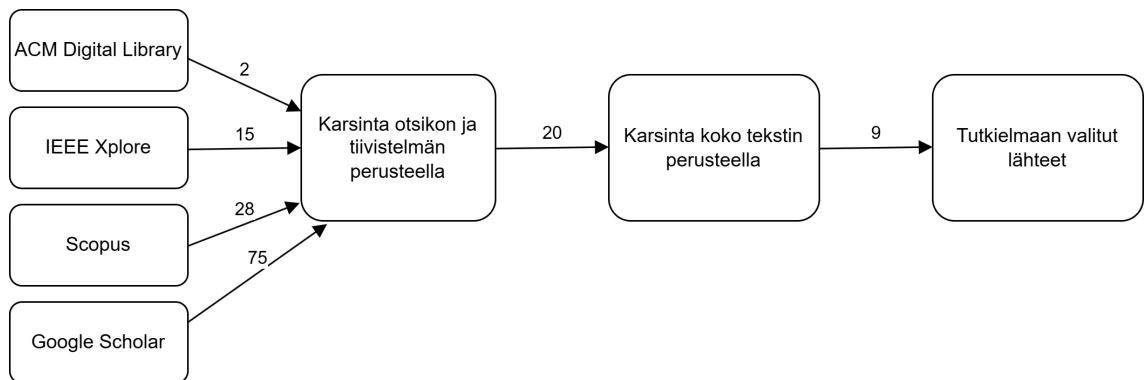 ACM Digital Library
2
IEEE Xplore
15
Scopus
28
Google Scholar
75
Karsinta otsikon ja
tiivistelmän
perusteella
20
Karsinta koko tekstin
perusteella
9
Tutkielmaan valitut
lähteet